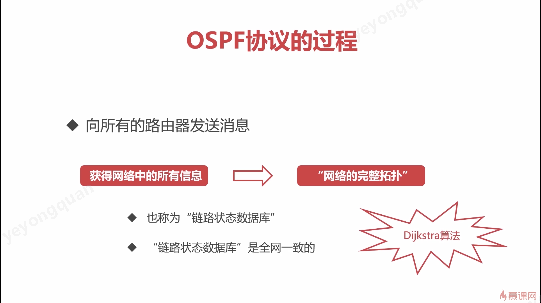 OSPF协议的过程
向所有的路由器发送消息
获得网络中的所有信息
“网络的完整拓扑”
也称为“链路状态数据库”
“链路状态数据库”是全网一致的
Dijkstra算法
慕课网
yeyongquan
yeyongquan